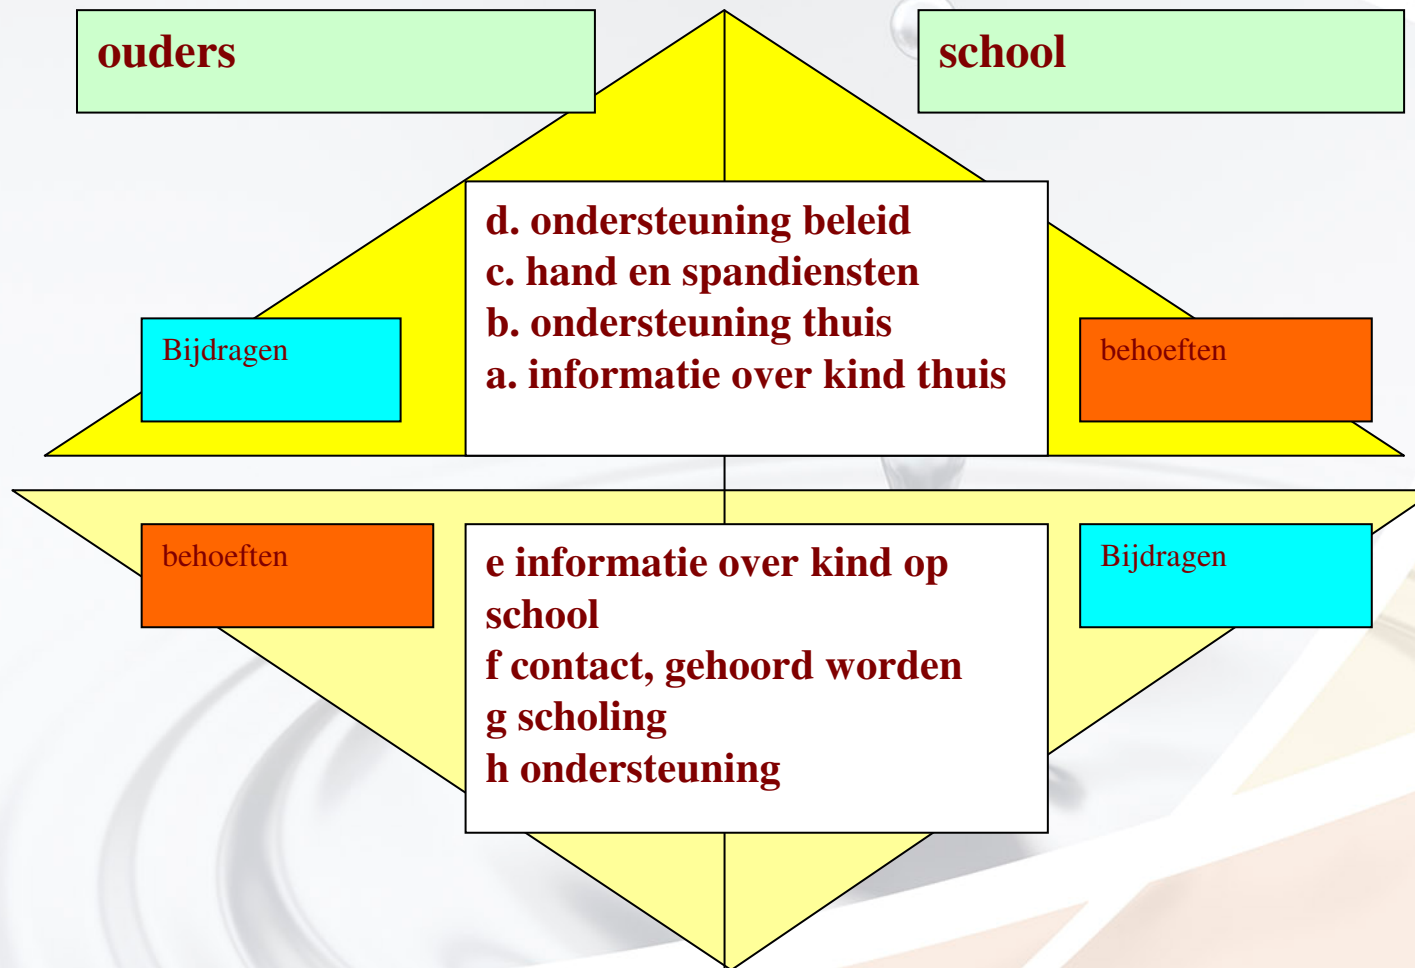 ouders
school
d. ondersteuning beleid
c. hand en spandiensten
b. ondersteuning thuis
a. informatie over kind thuis
Bijdragen
behoeften
behoeften
e informatie over kind op
school
f contact, gehoord worden
g scholing
h ondersteuning
Bijdragen